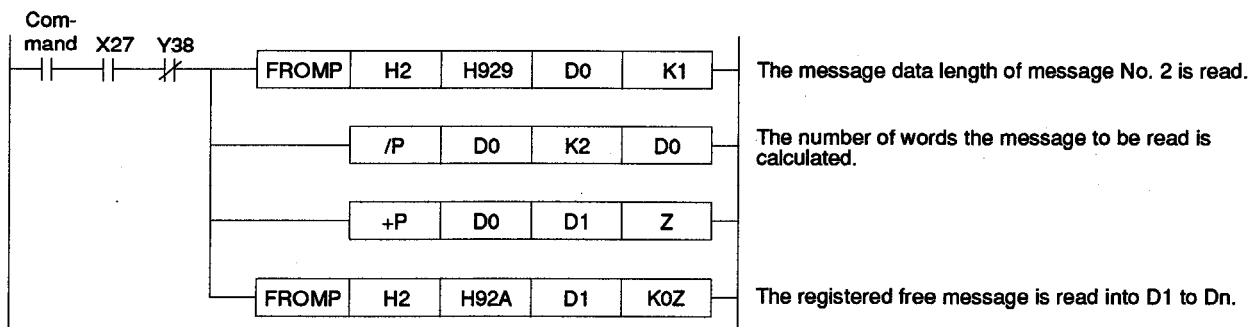 Com-
mand X27 Y38
FROMP H2 H929 D0 K1 The message data length of message No. 2 is read.
/P D0 K2 D0 The number of words the message to be read is
calculated.
+P D0 D1 Z
FROMP H2 H92A D1 K0Z The registered free message is read into D1 to Dn.